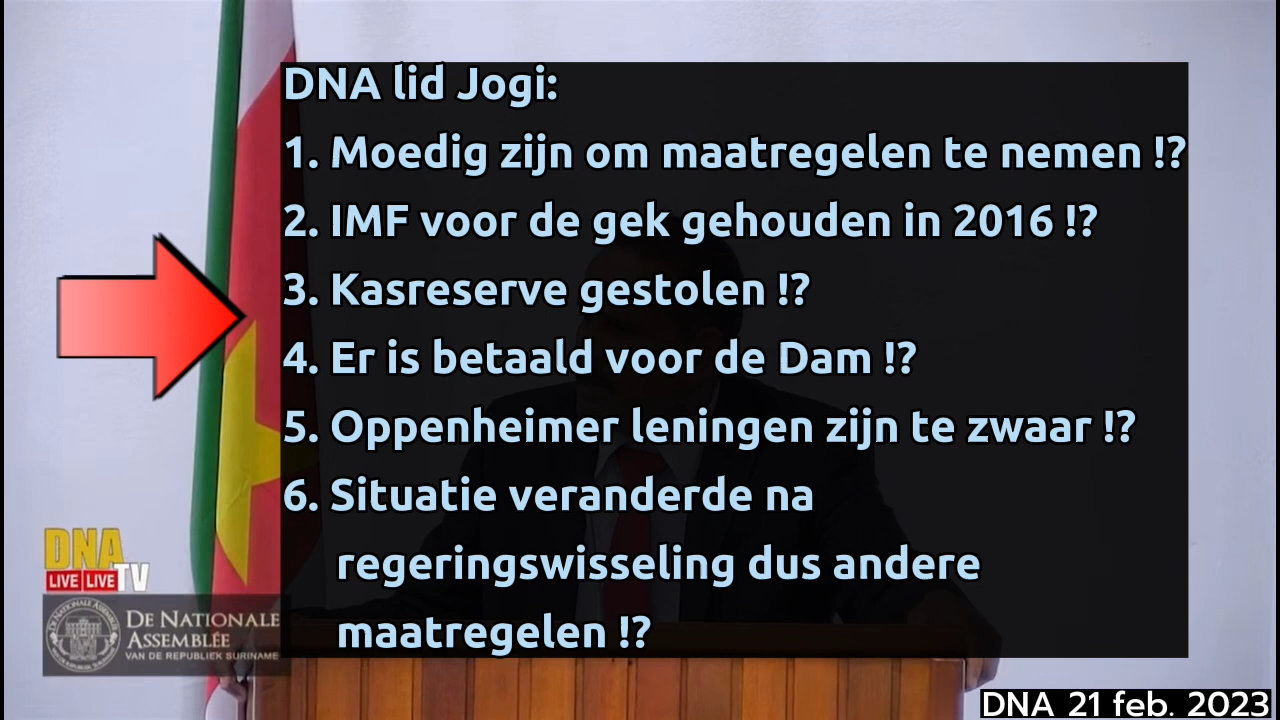 DNA lid Jogi:
1. Moedig zijn om maatregelen te nemen !?
2. IMF voor de gek gehouden in 2016 !?
3. Kasreserve gestolen !?
4. Er is betaald voor de Dam !?
5. Oppenheimer leningen zijn te zwaar !?
6. Situatie veranderde na
regeringswisseling dus andere
maatregelen !?
DNA
LIVE LIVE TV
DE NATIONALE
ASSEMBLÉE
VAN DE REPUBLIEK SURINAME
DNA 21 feb. 2023